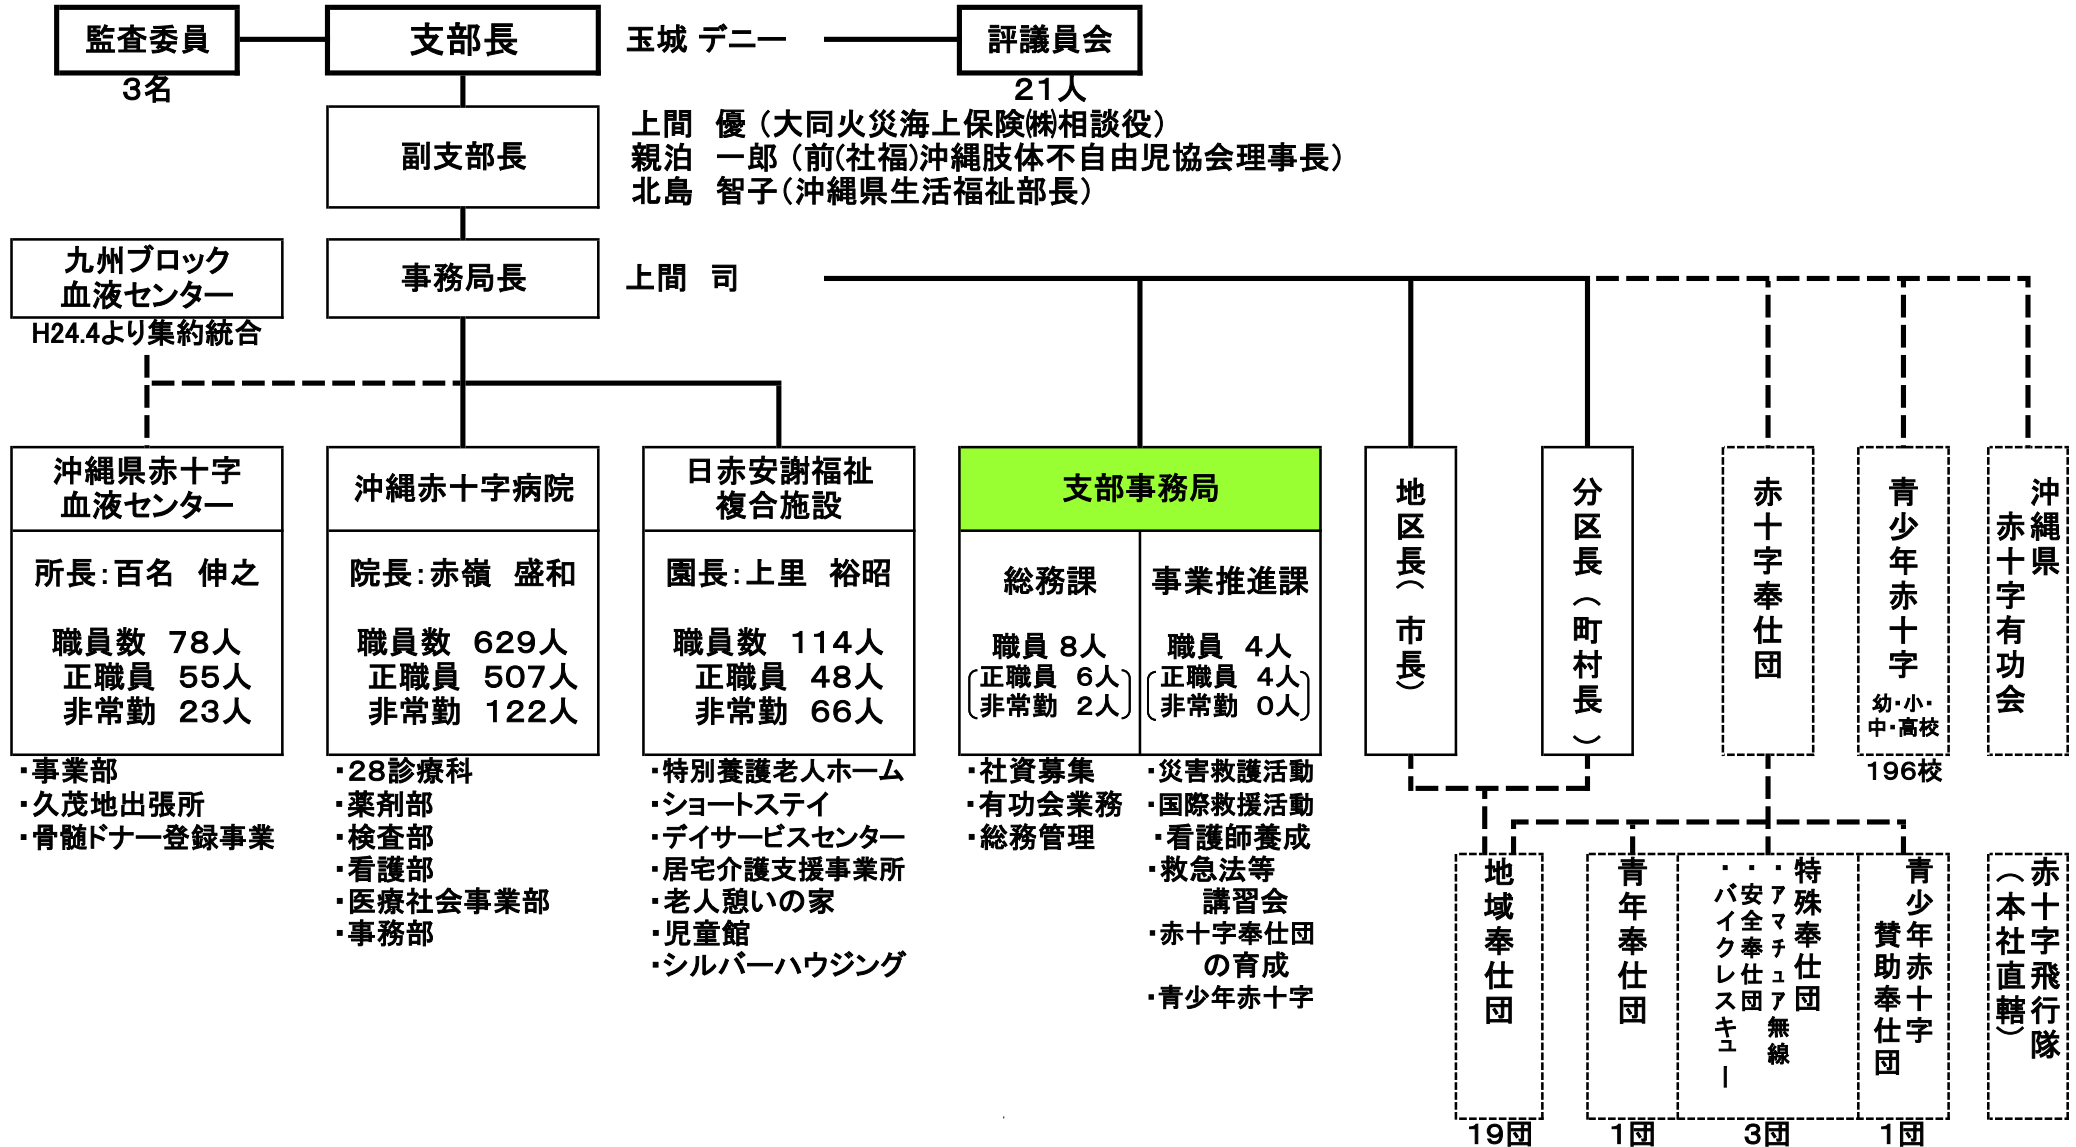 監査委員
3名
支部長
玉城 デニー
評議員会
21人
副支部長
上間　優（大同火災海上保険㈱相談役）
親泊　一郎（前(社福)沖縄肢体不自由児協会理事長）
北島　智子（沖縄県生活福祉部長）
九州ブロック
血液センター
H24.4より集約統合
事務局長
上間　司
沖縄県赤十字
血液センター
所長：百名　伸之
職員数　78人
正職員　55人
非常勤　23人
・事業部
・久茂地出張所
・骨髄ドナー登録事業
沖縄赤十字病院
院長：赤嶺　盛和
職員数　629人
正職員　507人
非常勤　122人
・28診療科
・薬剤部
・検査部
・看護部
・医療社会事業部
・事務部
日赤安謝福祉
複合施設
園長：上里　裕昭
職員数　114人
正職員　48人
非常勤　66人
・特別養護老人ホーム
・ショートステイ
・デイサービスセンター
・居宅介護支援事業所
・老人憩いの家
・児童館
・シルバーハウジング
支部事務局
総務課
職員 8人
正職員　6人
非常勤　2人
・社資募集
・有功会業務
・総務管理
事業推進課
職員　4人
正職員　4人
非常勤　0人
・災害救護活動
・国際救援活動
・看護師養成
・救急法等
講習会
・赤十字奉仕団
の育成
・青少年赤十字
地区長（市長）
分区長（町村長）
赤十字奉仕団
青少年赤十字
幼・小・
中・高校
196校
沖縄県
赤十字有功会
地域奉仕団
19団
青年奉仕団
1団
特殊奉仕団
・アマチュア無線
・安全奉仕団
・バイクレスキュー
3団
青少年赤十字
賛助奉仕団
1団
赤十字飛行隊
（本社直轄）